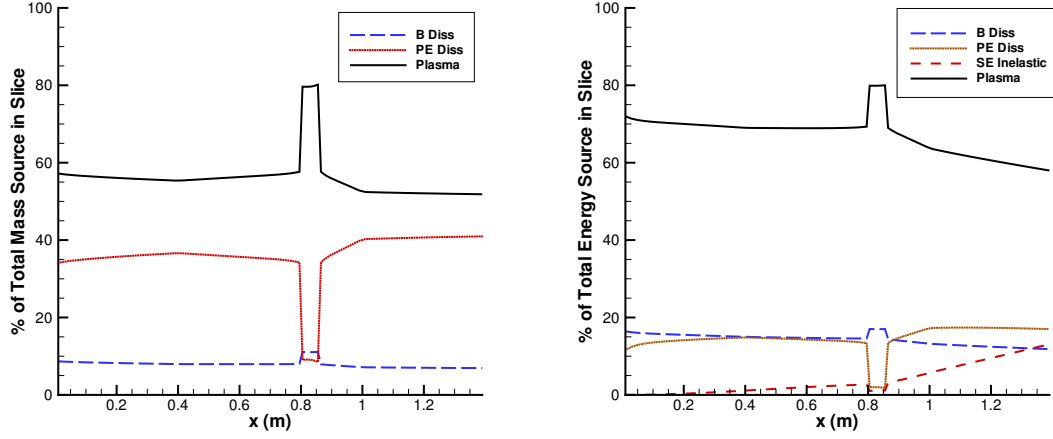 % of Total Mass Source in Slice
100
80
60
40
20
0
0.2 0.4 0.6 0.8 1 1.2
x (m)
B Diss
PE Diss
Plasma
% of Total Energy Source in Slice
100
80
60
40
20
0
0.2 0.4 0.6 0.8 1 1.2
x (m)
B Diss
PE Diss
SE Inelastic
Plasma